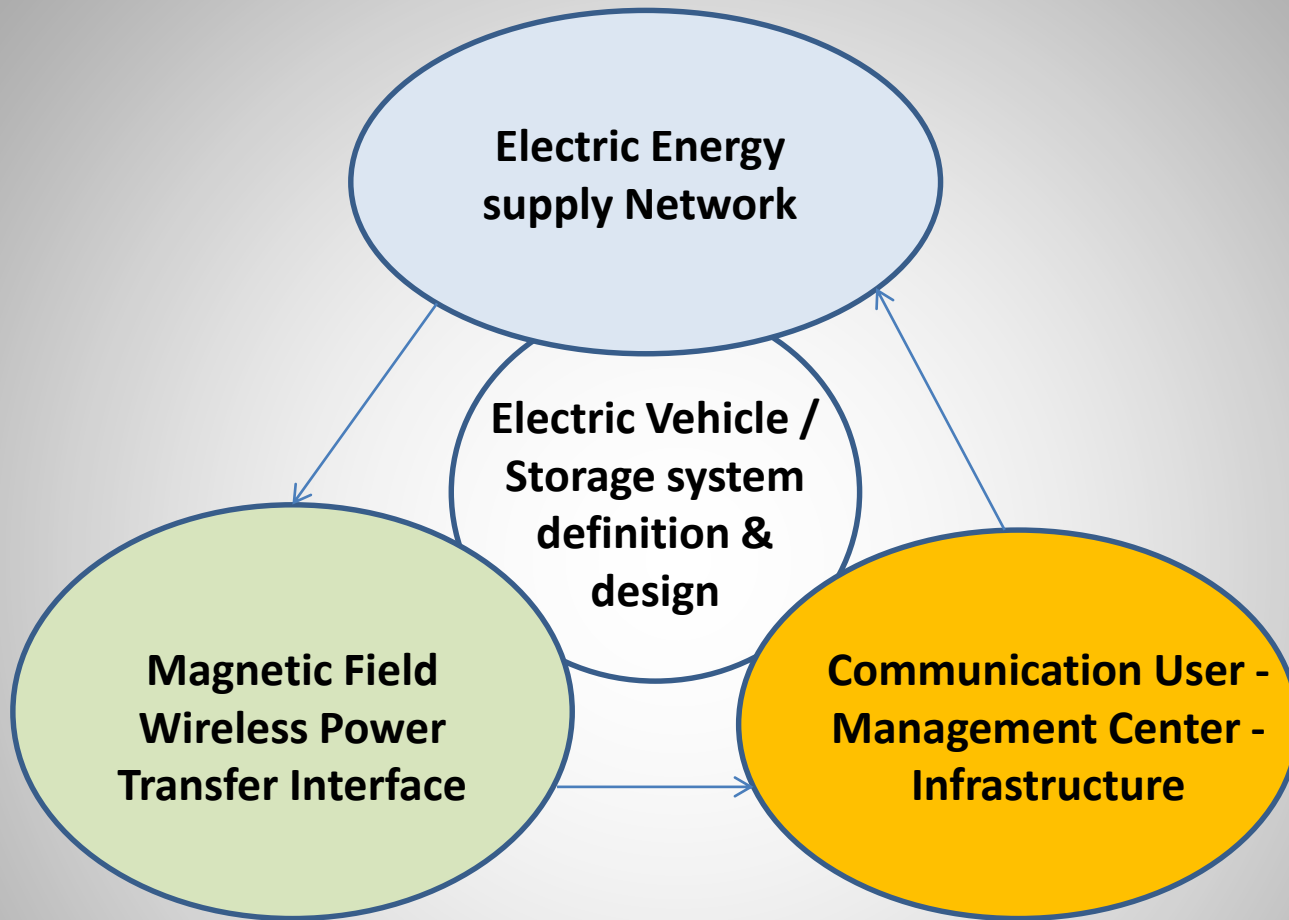 Electric Energy
supply Network
Electric Vehicle /
Storage system
definition &
design
Magnetic Field
Wireless Power
Transfer Interface
Communication User -
Management Center -
Infrastructure